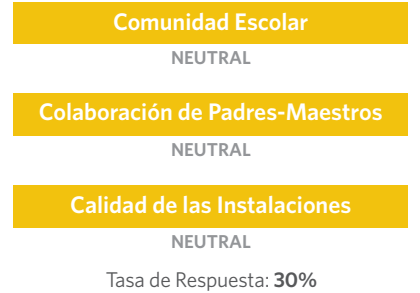 Comunidad Escolar
NEUTRAL
Colaboración de Padres-Maestros
NEUTRAL
Calidad de las Instalaciones
NEUTRAL
Tasa de Respuesta: 30%